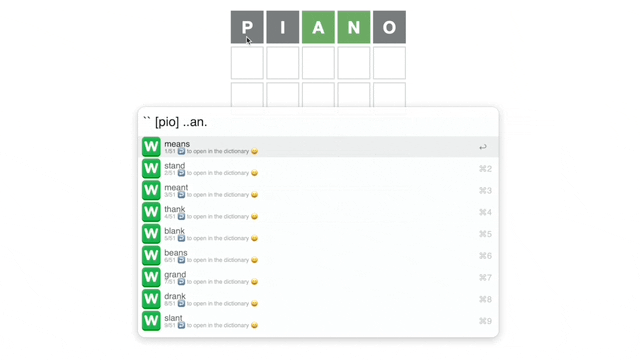 P I A N O
`` [pio] ..an.
W means
1/51 ↩️ to open in the dictionary 😄
W stand ⌘2
2/51 ↩️ to open in the dictionary 😄
W meant ⌘3
3/51 ↩️ to open in the dictionary 😄
W thank ⌘4
4/51 ↩️ to open in the dictionary 😄
W blank ⌘5
5/51 ↩️ to open in the dictionary 😄
W beans ⌘6
6/51 ↩️ to open in the dictionary 😄
W grand ⌘7
7/51 ↩️ to open in the dictionary 😄
W drank ⌘8
8/51 ↩️ to open in the dictionary 😄
W slant ⌘9
9/51 ↩️ to open in the dictionary 😄